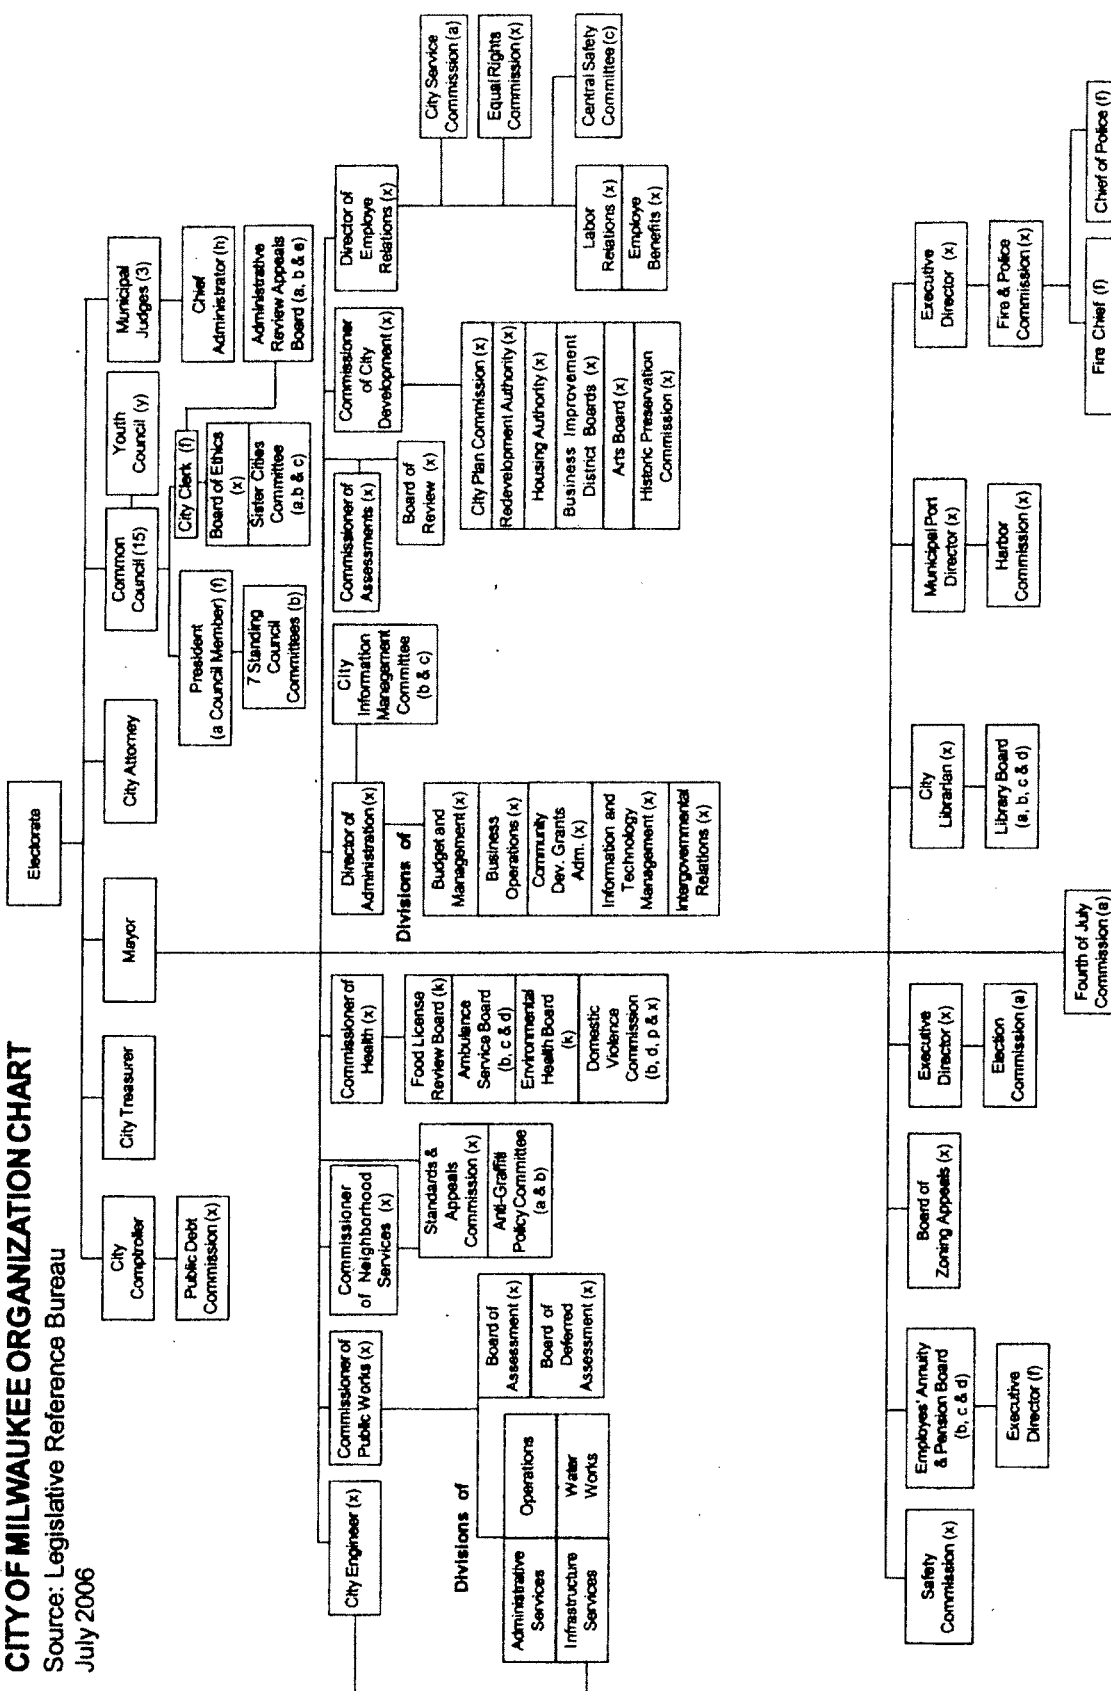 CITY OF MILWAUKEE ORGANIZATION CHART
Source: Legislative Reference Bureau
July 2006
Electorate
City
Comptroller
City Treasurer
Mayor
City Attorney
Common
Council (15)
Youth
Council (y)
Municipal
Judges (3)
Public Debt
Commission (x)
President
(a Council Member) (f)
7 Standing
Council
Committees (b)
City Clerk (f)
Board of Ethics
(x)
Sister Cities
Committee
(a,b & c)
Chief
Administrator (h)
Administrative
Review Appeals
Board (a, b & e)
City Engineer (x)
Commissioner of
Public Works (x)
Commissioner
of Neighborhood
Services (x)
Commissioner of
Health (x)
Director of
Administration (x)
City
Information
Management
Committee
(b & c)
Commissioner of
Assessments (x)
Commissioner
of City
Development (x)
Director of
Employe
Relations (x)
Divisions of
Administrative
Services
Operations
Infrastructure
Services
Water
Works
Board of
Assessment (x)
Board of
Deferred
Assessment (x)
Standards &
Appeals
Commission (x)
Anti-Graffiti
Policy Committee
(a & b)
Food License
Review Board (k)
Ambulance
Service Board
(b, c & d)
Environmental
Health Board
(k)
Domestic
Violence
Commission
(b, d, p & x)
Divisions of
Budget and
Management (x)
Business
Operations (x)
Community
Dev. Grants
Adm. (x)
Information and
Technology
Management (x)
Intergovernmental
Relations (x)
Board of
Review (x)
City Plan Commission (x)
Redevelopment Authority (x)
Housing Authority (x)
Business Improvement
District Boards (x)
Arts Board (x)
Historic Preservation
Commission (x)
City Service
Commission (a)
Equal Rights
Commission (x)
Central Safety
Committee (c)
Labor
Relations (x)
Employe
Benefits (x)
Safety
Commission (x)
Employes' Annuity
& Pension Board
(b, c & d)
Executive
Director (f)
Board of
Zoning Appeals (x)
Executive
Director (x)
Election
Commission (a)
Fourth of July
Commission (a)
City
Librarian (x)
Library Board
(a, b, c & d)
Municipal Port
Director (x)
Harbor
Commission (x)
Executive
Director (x)
Fire & Police
Commission (x)
Fire Chief (f)
Chief of Police (f)